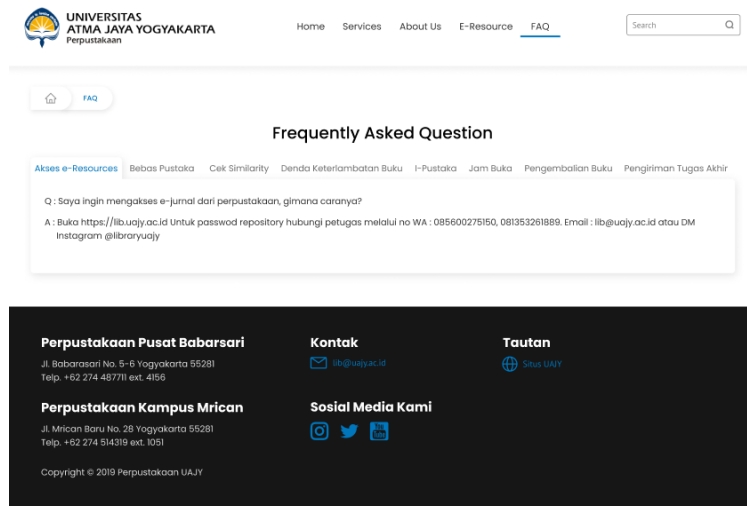 UNIVERSITAS
ATMA JAYA YOGYAKARTA
Perpustakaan
Home Services About Us E-Resource FAQ
Search
FAQ
Frequently Asked Question
Akses e-Resources Bebas Pustaka Cek Similarity Denda Keterlambatan Buku I-Pustaka Jam Buka Pengembalian Buku Pengiriman Tugas Akhir
Q : Saya ingin mengakses e-jurnal dari perpustakaan, gimana caranya?
A : Buka https://lib.uajy.ac.id Untuk passwod repository hubungi petugas melalui no WA : 085600275150, 081353261889. Email : lib@uajy.ac.id atau DM
Instagram @libraryuajy
Perpustakaan Pusat Babarsari
Jl. Babarasari No. 5-6 Yogyakarta 55281
Telp. +62 274 487711 ext. 4156
Perpustakaan Kampus Mrican
Jl. Mrican Baru No. 28 Yogyakarta 55281
Telp. +62 274 514319 ext. 1051
Copyright © 2019 Perpustakaan UAJY
Kontak
lib@uajy.ac.id
Sosial Media Kami
You
Tube
Tautan
Situs UAJY